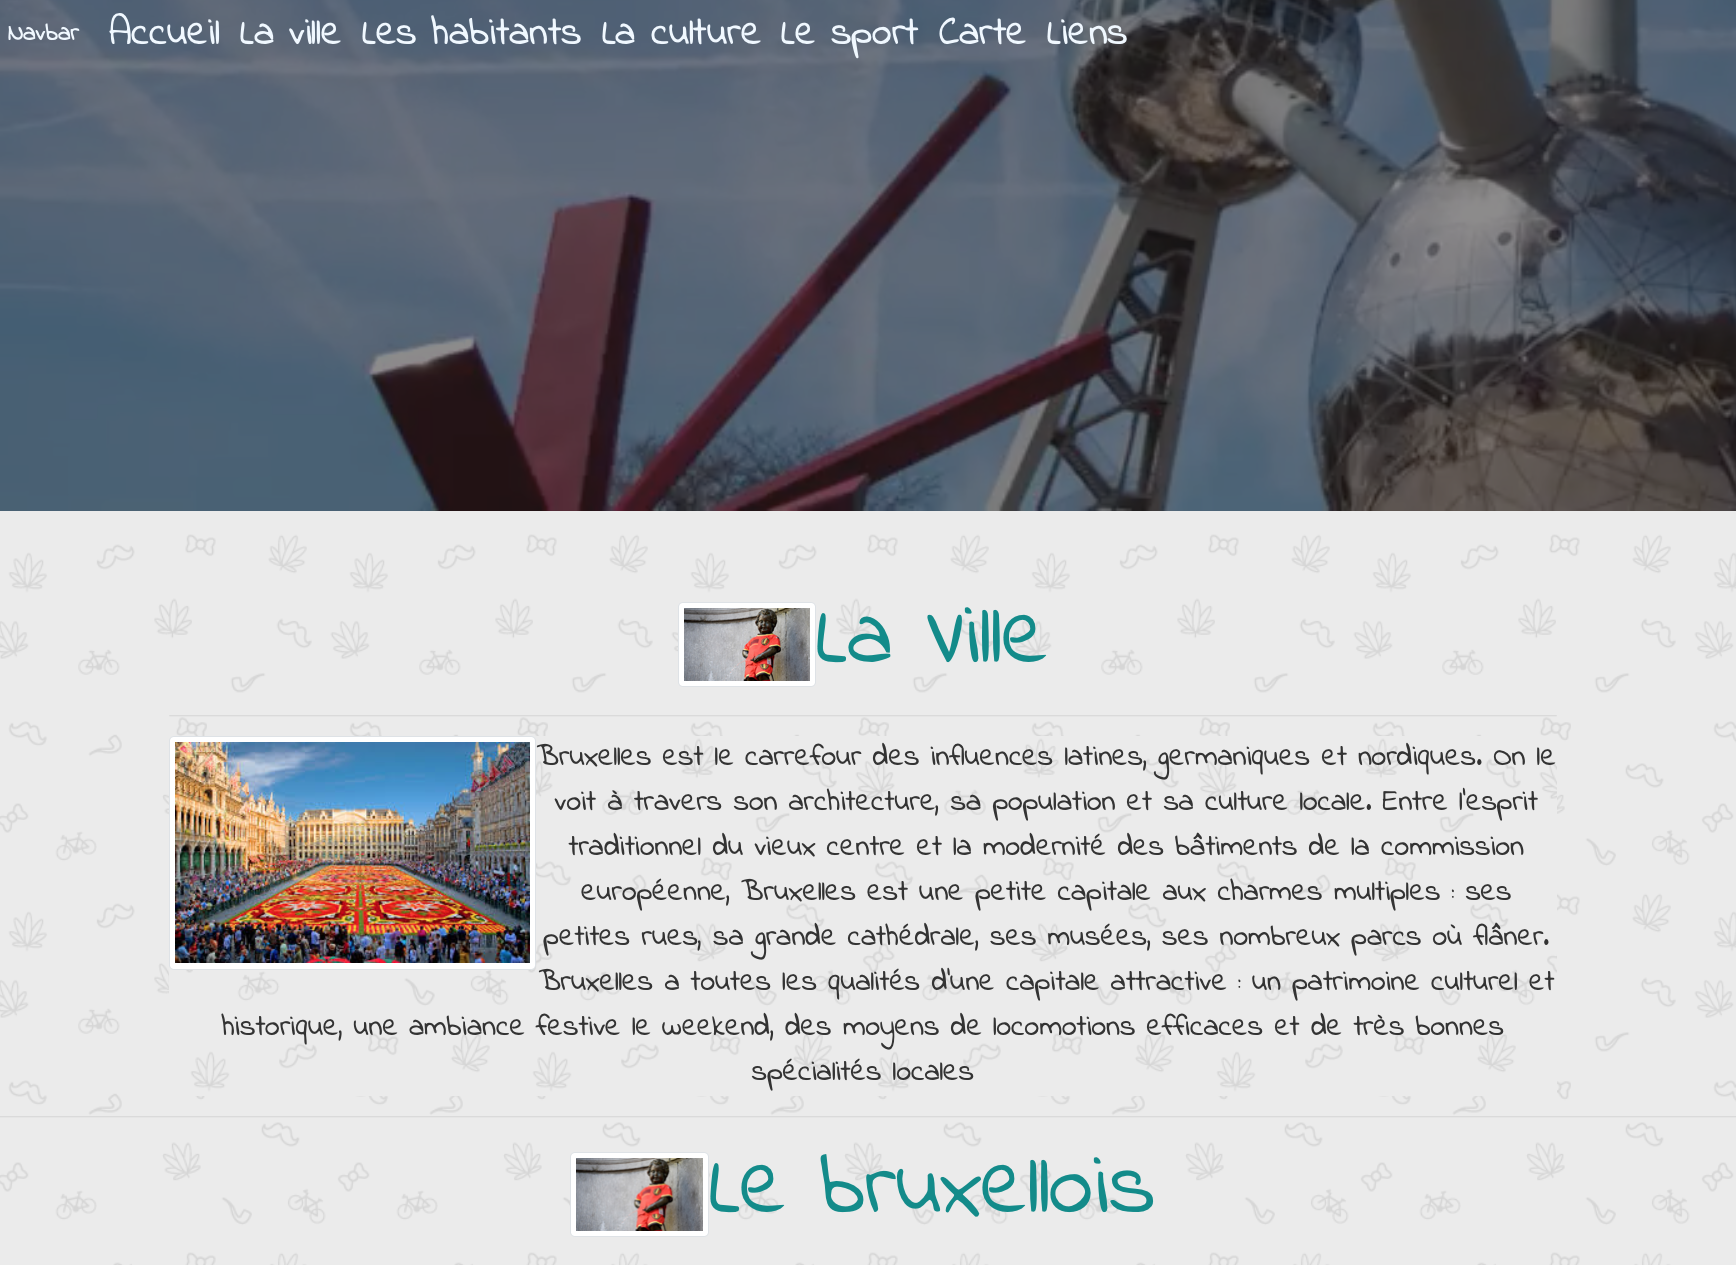 Navbar Accueil La ville Les habitants La culture Le sport Carte Liens
La Ville
Bruxelles est le carrefour des influences latines, germaniques et nordiques. On le
voit à travers son architecture, sa population et sa culture locale. Entre l'esprit
traditionnel du vieux centre et la modernité des bâtiments de la commission
européenne, Bruxelles est une petite capitale aux charmes multiples : ses
petites rues, sa grande cathédrale, ses musées, ses nombreux parcs où flâner.
Bruxelles a toutes les qualités d'une capitale attractive : un patrimoine culturel et
historique, une ambiance festive le weekend, des moyens de locomotions efficaces et de très bonnes
spécialités locales
Le bruxellois